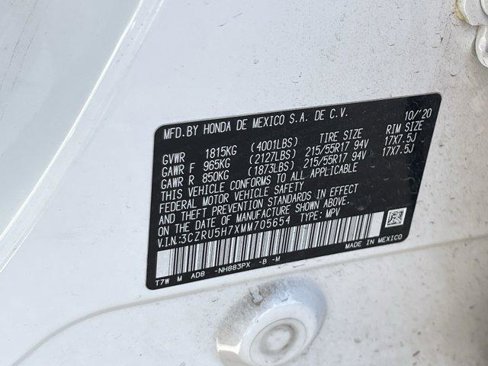 MFD.BY HONDA DE MEXICO S.A. DE C.V. 10/'20
GVWR 1815KG (4001LBS) TIRE SIZE RIM SIZE
GAWR F 965KG (2127LBS) 215/55R17 94V 17X7.5J
GAWR R 850KG (1873LBS) 215/55R17 94V 17X7.5J
THIS VEHICLE CONFORMS TO ALL APPLICABLE
FEDERAL MOTOR VEHICLE SAFETY
AND THEFT PREVENTION STANDARDS IN EFFECT
ON THE DATE OF MANUFACTURE SHOWN ABOVE.
V.I.N.:3CZRU5H7XMM705654 TYPE: MPV
MADE IN MEXICO
T7W M ADB -NH883PX -B -M